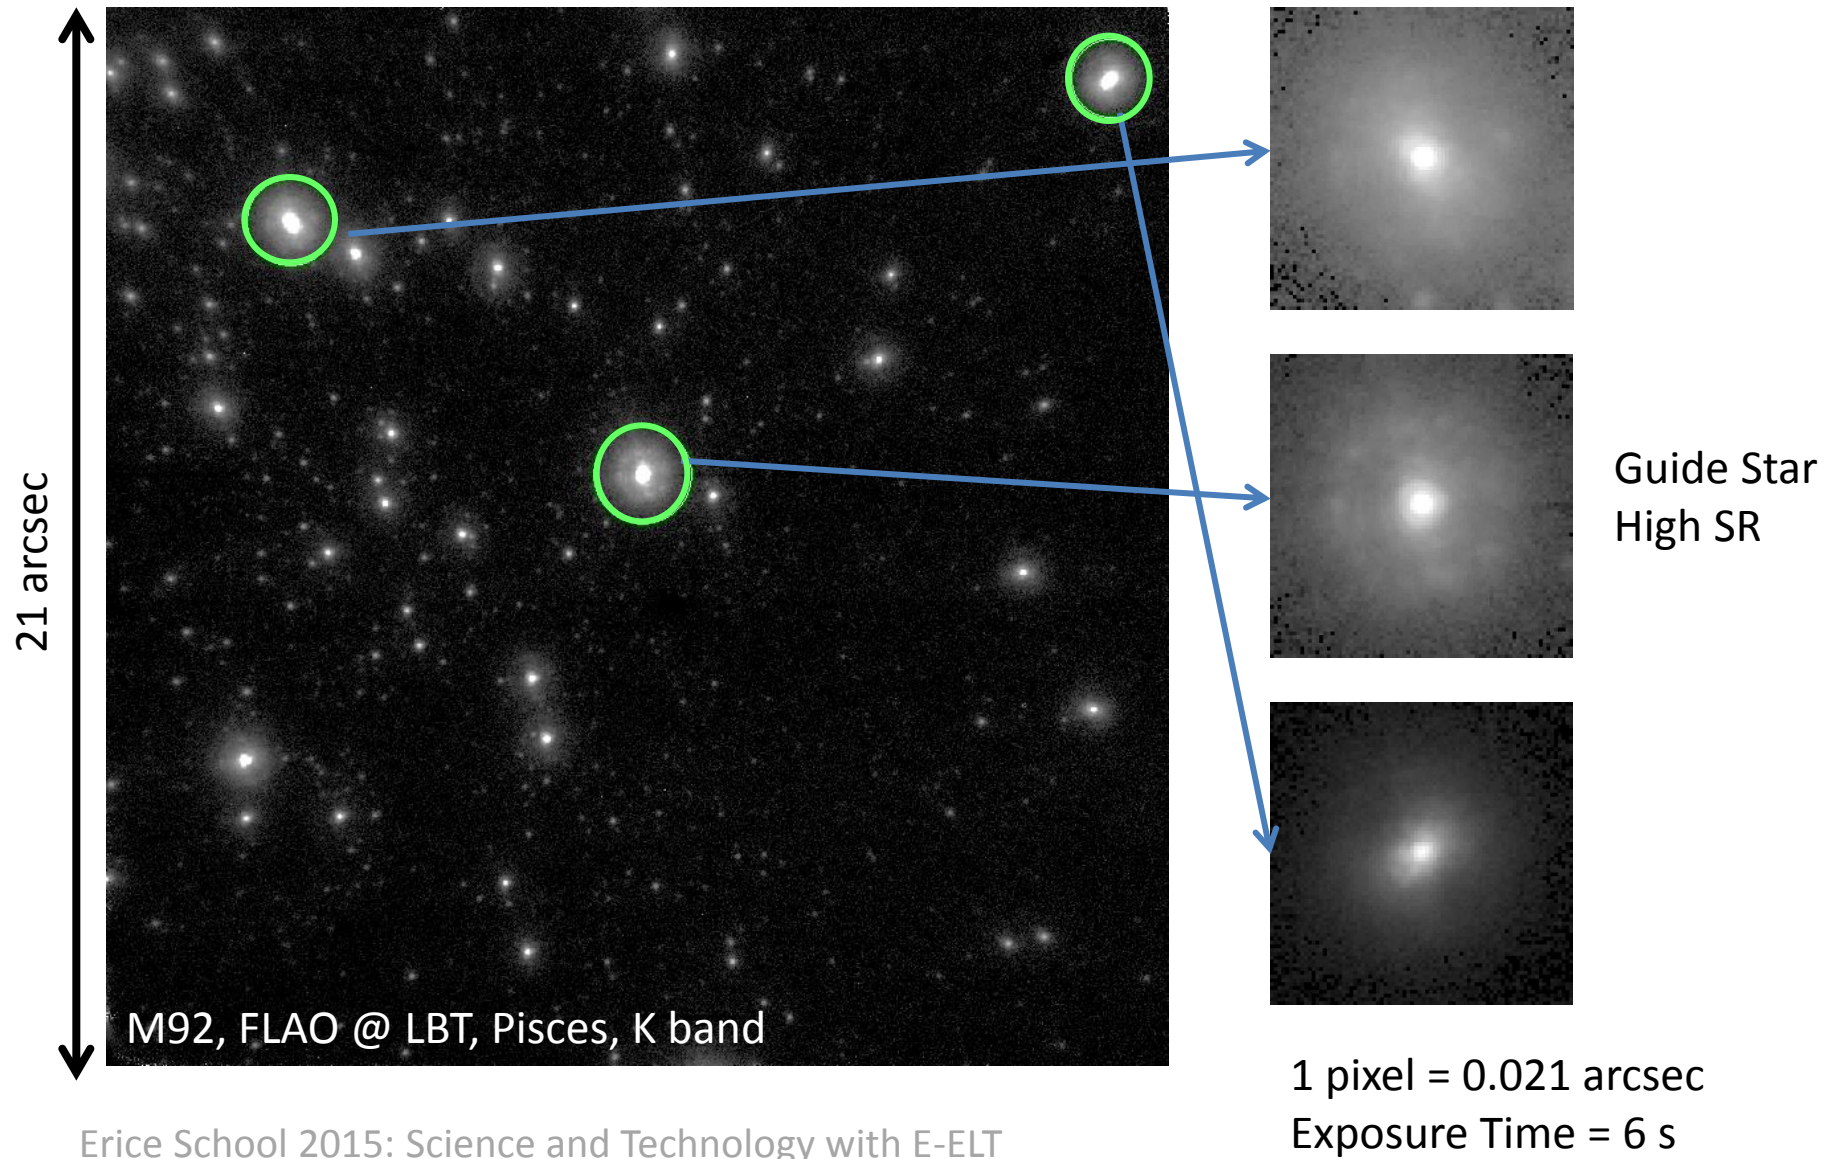 21 arcsec
Guide Star
High SR
M92, FLAO @ LBT, Pisces, K band
1 pixel = 0.021 arcsec
Exposure Time = 6 s
Erice School 2015: Science and Technology with E-ELT